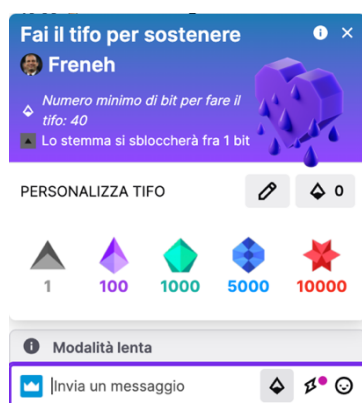 Fai il tifo per sostenere
Freneh
Numero minimo di bit per fare il
tifo: 40
Lo stemma si sbloccherà fra 1 bit
PERSONALIZZA TIFO
0
1 100 1000 5000 10000
Modalità lenta
Invia un messaggio